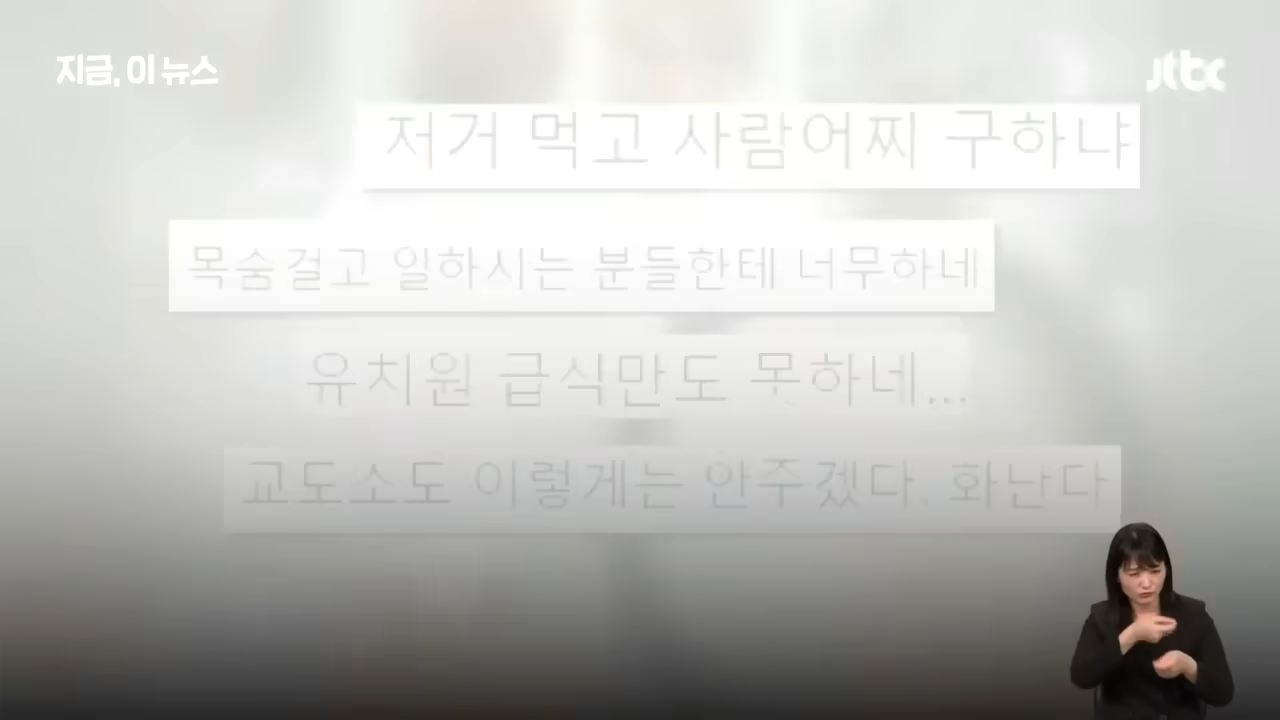 지금, 이 뉴스
jtbc
저거 먹고 사람어찌 구하냐
목숨걸고 일하시는 분들한테 너무하네
유치원 급식만도 못하네...
교도소도 이렇게는 안주겠다. 화난다